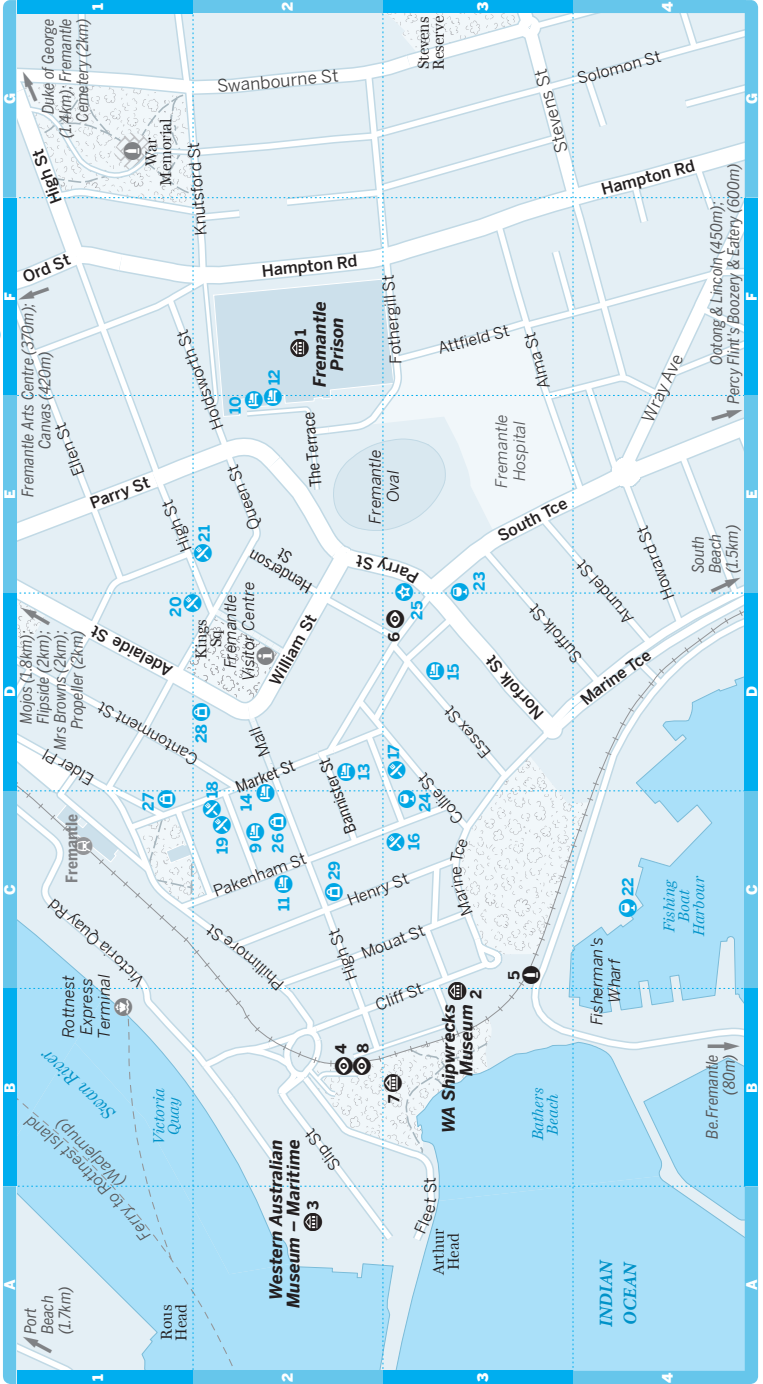 A
B
C
D
E
F
G
1
2
3
4
A
B
C
D
E
F
G
1
2
3
4
Port
Beach
(1.7km)
Rous
Head
Ferry to Rottnest Island
(Wadjemup)
Swan River
Victoria
Quay
Rottnest
Express
Terminal
Victoria Quay Rd
Fremantle
Elder Pl
Mojos (1.8km);
Flipside (2km);
Mrs Browns (2km);
Propeller (2km)
Cantonment St
Adelaide St
Fremantle Arts Centre (370m);
Canvas (420m)
Parry St
Ellen St
High St
Ord St
High St
Duke of George
(1.4km); Fremantle
Cemetery (2km)
War
Memorial
Knutsford St
Swanbourne St
Holdsworth St
Queen St
Henderson
St
Kings
Sq
Fremantle
Visitor Centre
William St
Mall
Market St
Phillimore St
Pakenham St
Bannister St
High St
Henry St
Mouat St
Cliff St
Slip St
Western Australian
Museum – Maritime
3
4
8
7
WA Shipwrecks
Museum 2
5
6
1
Fremantle
Prison
10
12
The Terrace
Hampton Rd
Fothergill St
Fremantle
Oval
Fremantle
Hospital
Parry St
Attfield St
Alma St
Hampton Rd
Stevens St
Solomon St
Stevens
Reserve
Wray Ave
South Tce
Norfolk St
Essex St
Collie St
Marine Tce
Marine Tce
Suffolk St
Arundel St
Howard St
South
Beach
(1.5km)
Ootong & Lincoln (450m);
Percy Flint's Boozery & Eatery (600m)
Fleet St
Arthur
Head
Bathers
Beach
INDIAN
OCEAN
Be.Fremantle
(80m)
Fisherman's
Wharf
Fishing
Boat
Harbour
9
11
13
14
15
16
17
18
19
20
21
22
23
24
25
26
27
28
29